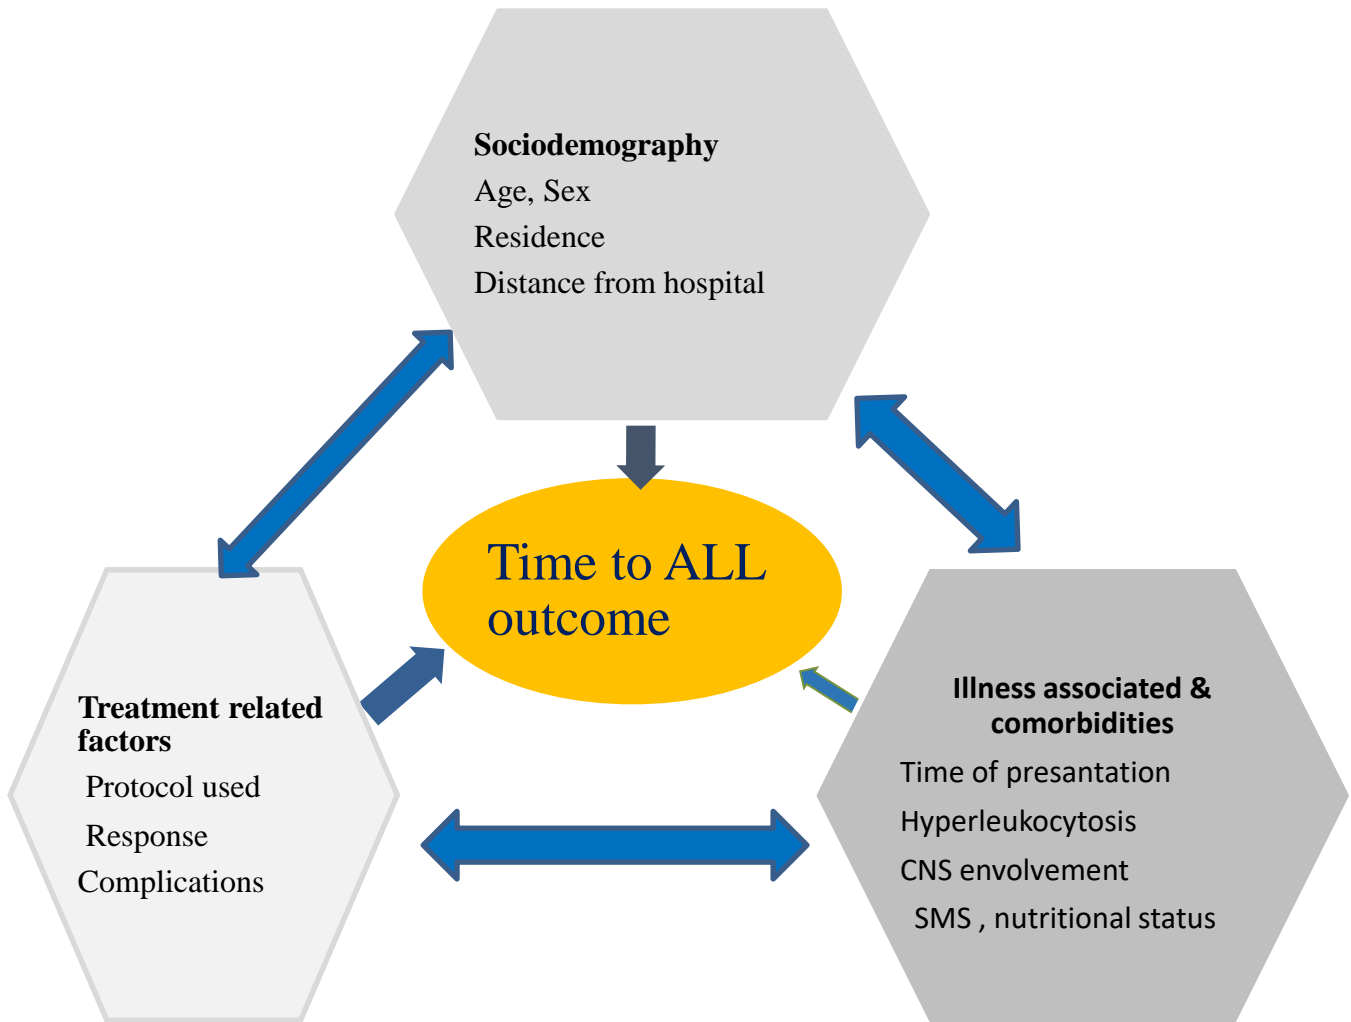 Sociodemography
Age, Sex
Residence
Distance from hospital
Time to ALL
outcome
Treatment related
factors
Protocol used
Response
Complications
Illness associated &
comorbidities
Time of presantation
Hyperleukocytosis
CNS envolvement
SMS , nutritional status